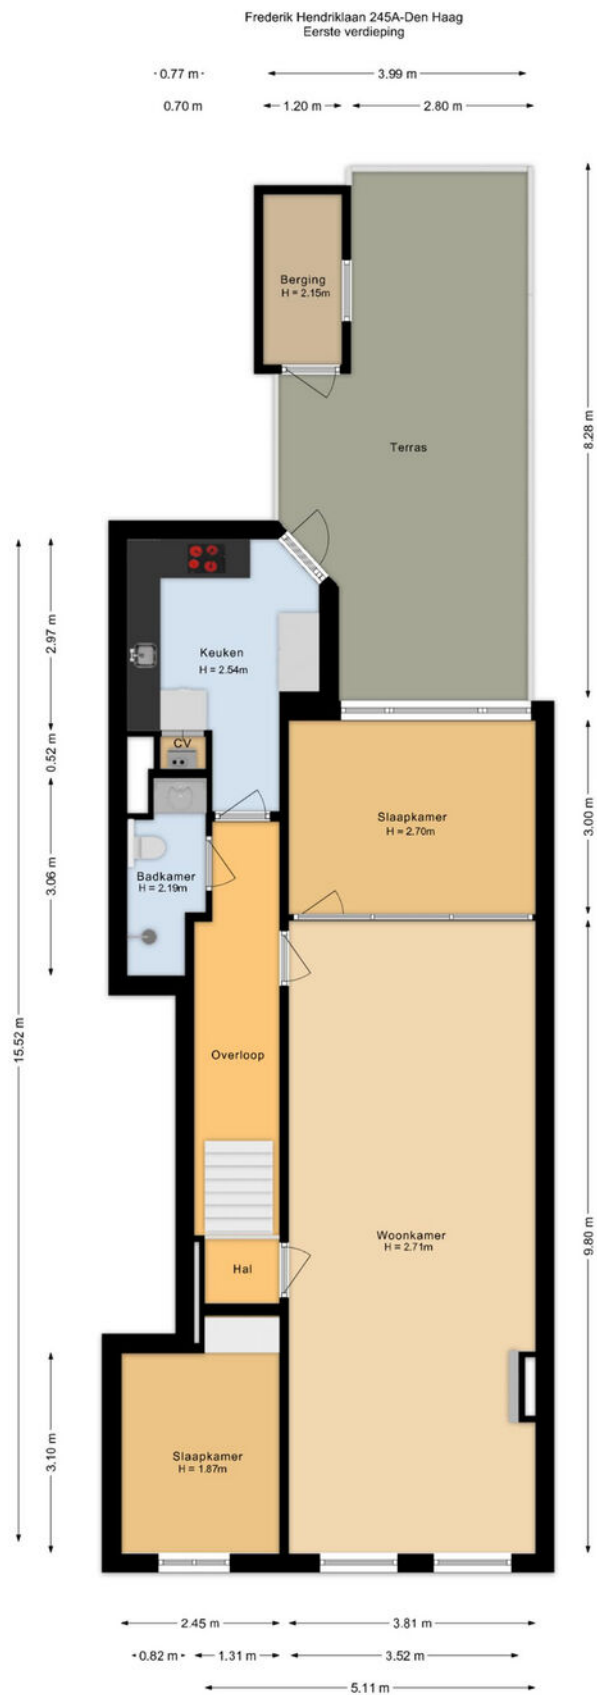 Frederik Hendriklaan 245A-Den Haag
Eerste verdieping
0.77 m
3.99 m
0.70 m
1.20 m
2.80 m
Berging
H = 2.15m
8.28 m
Terras
2.97 m
Keuken
H = 2.54m
CV
0.52 m
Slaapkamer
H = 2.70m
3.00 m
Badkamer
H = 2.19m
3.06 m
15.52 m
Overloop
Woonkamer
H = 2.71m
9.80 m
Hal
3.10 m
Slaapkamer
H = 1.87m
2.45 m
3.81 m
0.82 m
1.31 m
3.52 m
5.11 m